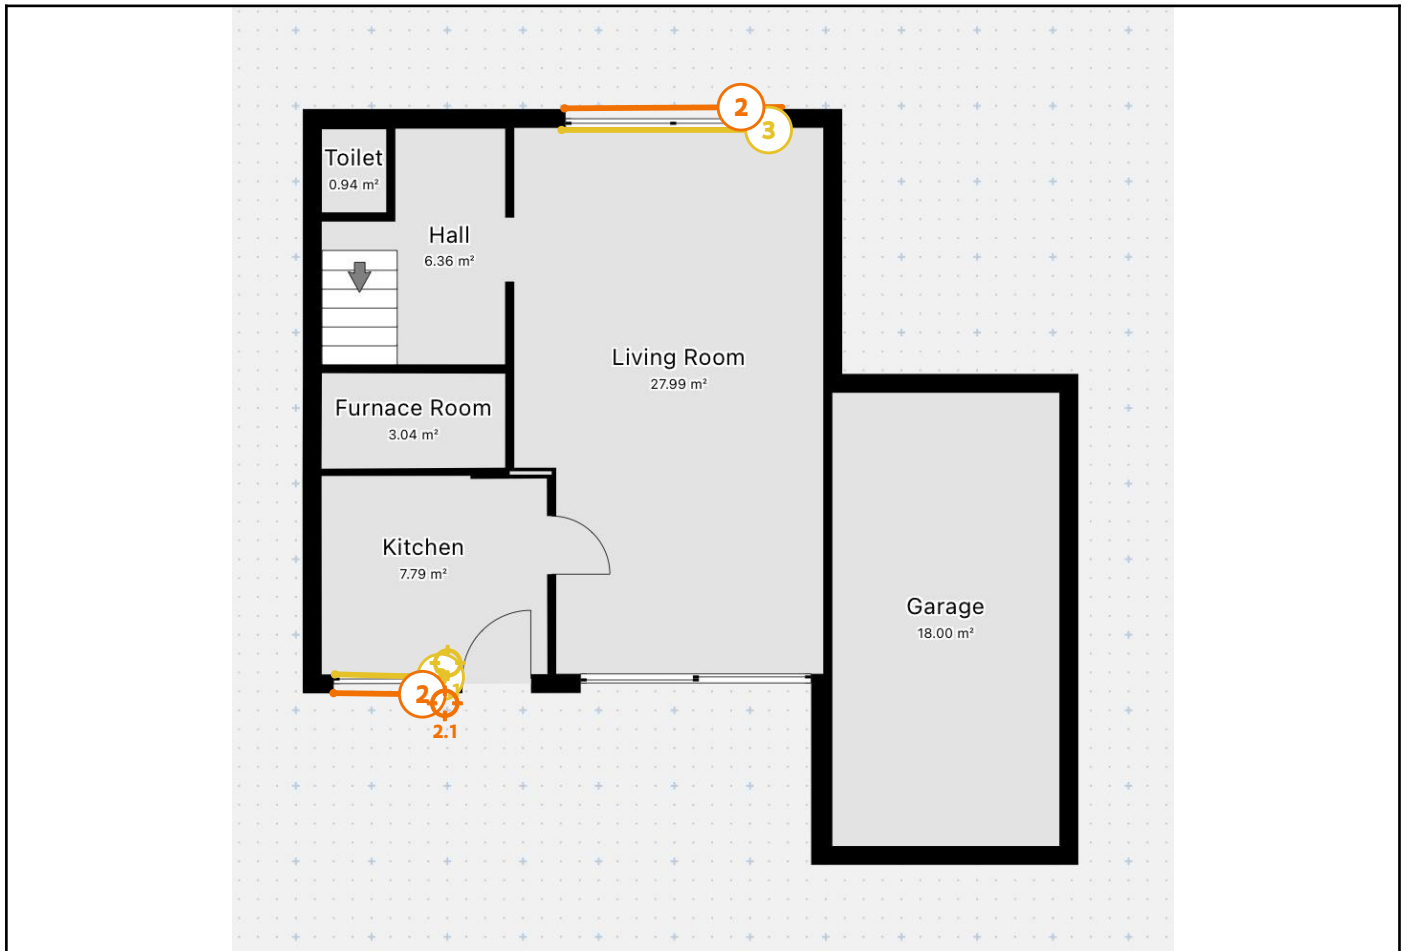 2
3
Toilet
0.94 m²
Hall
6.36 m²
Living Room
27.99 m²
Furnace Room
3.04 m²
Kitchen
7.79 m²
Garage
18.00 m²
2
2.1